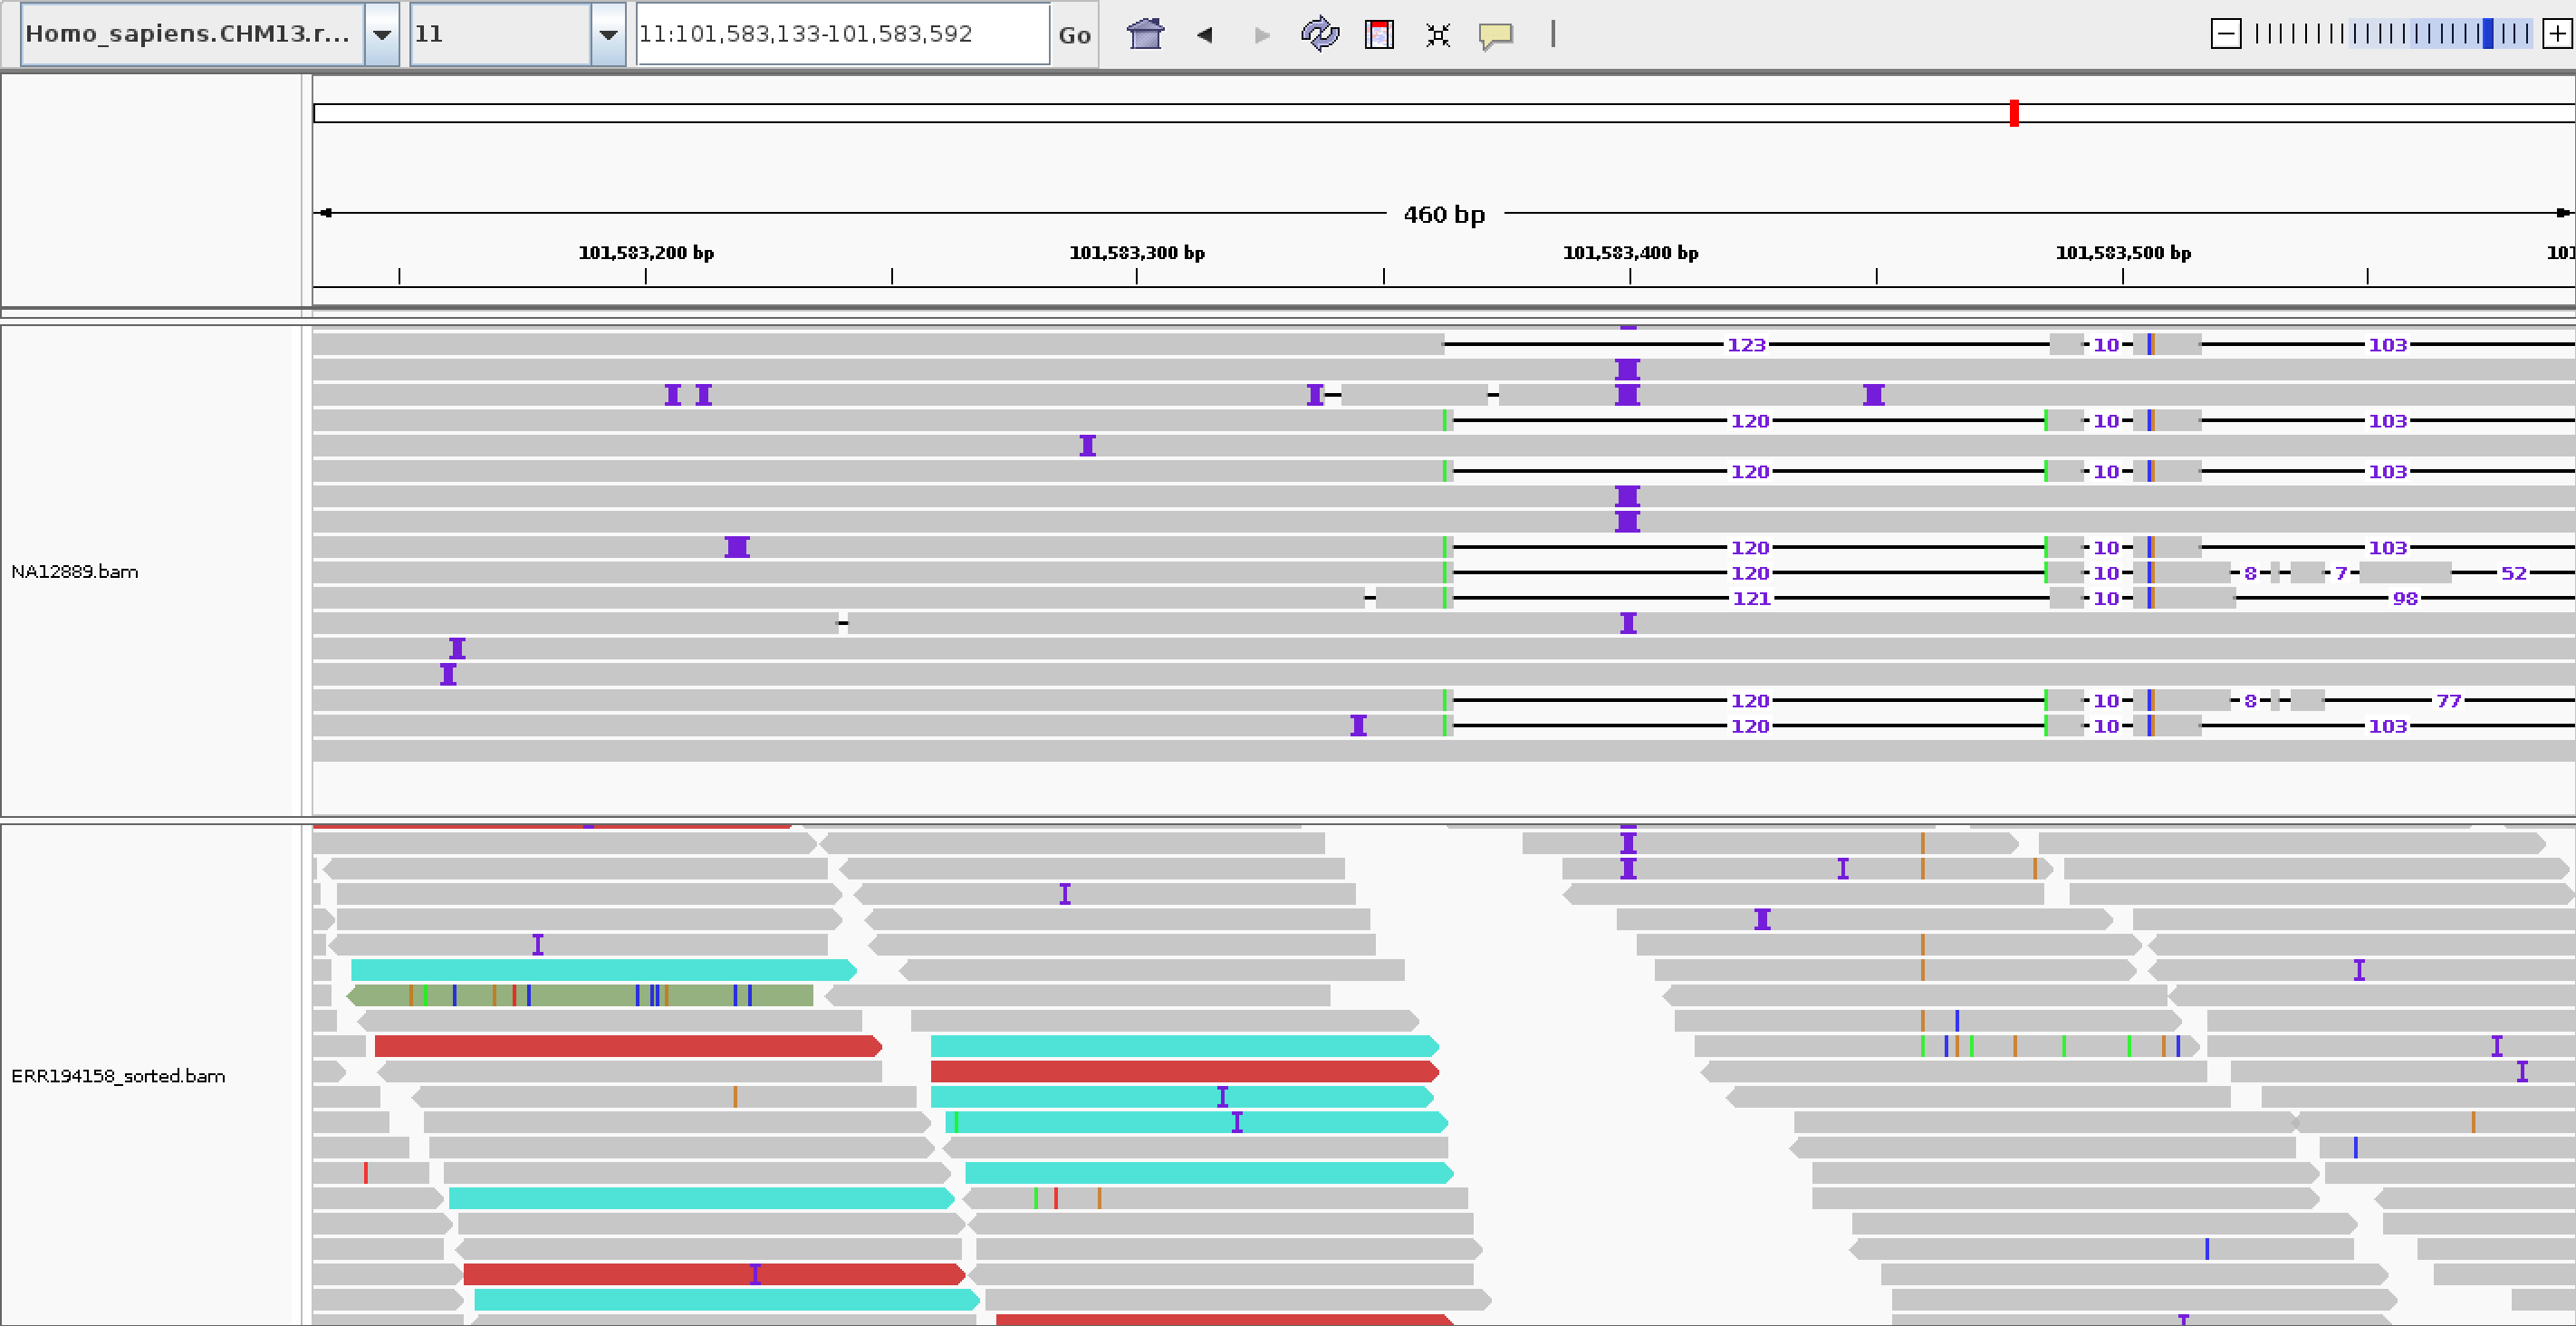 Homo_sapiens.CHM13.r... 11 11:101,583,133-101,583,592 Go
460 bp
101,583,200 bp 101,583,300 bp 101,583,400 bp 101,583,500 bp 101
123 10 103
120 10 103
120 10 103
120 10 103
NA12889.bam
120 10 8 7 52
121 10 98
120 10 8 77
120 10 103
ERR194158_sorted.bam